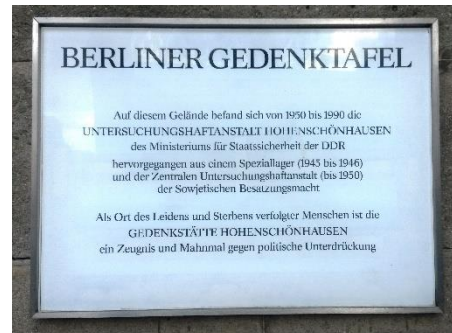 BERLINER GEDENKTAFEL
Auf diesem Gelände befand sich von 1950 bis 1990 die
UNTERSUCHUNGSHAFTANSTALT HOHENSCHÖNHAUSEN
des Ministeriums für Staatssicherheit der DDR
hervorgegangen aus einem Speziallager (1945 bis 1946)
und der Zentralen Untersuchungshaftanstalt (bis 1950)
der Sowjetischen Besatzungsmacht
Als Ort des Leidens und Sterbens verfolgter Menschen ist die
GEDENKSTÄTTE HOHENSCHÖNHAUSEN
ein Zeugnis und Mahnmal gegen politische Unterdrückung